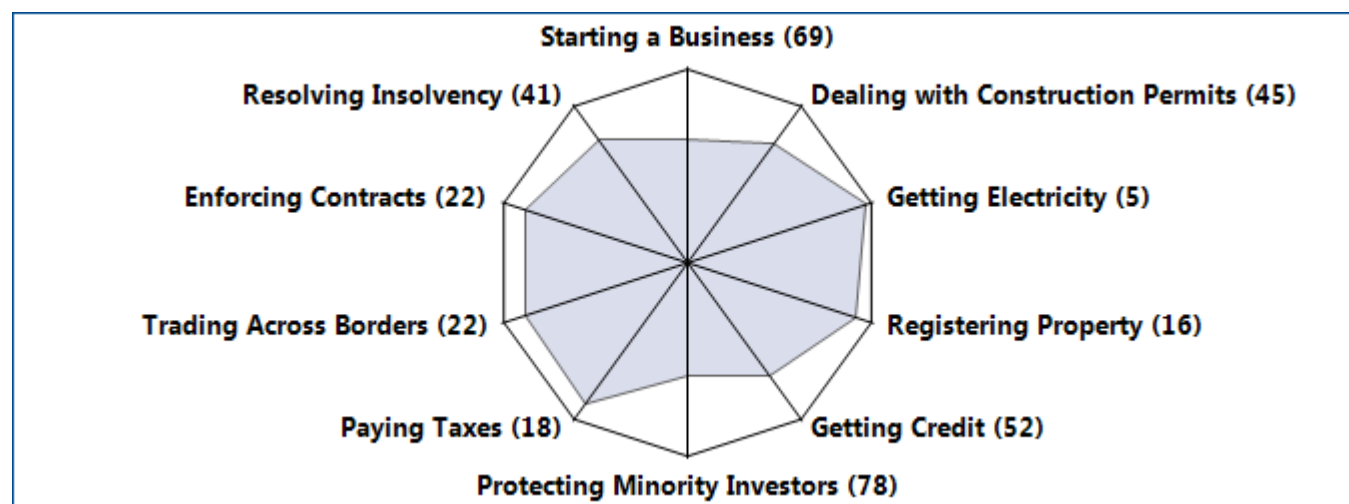 Starting a Business (69)
Resolving Insolvency (41)
Dealing with Construction Permits (45)
Enforcing Contracts (22)
Getting Electricity (5)
Trading Across Borders (22)
Registering Property (16)
Paying Taxes (18)
Getting Credit (52)
Protecting Minority Investors (78)